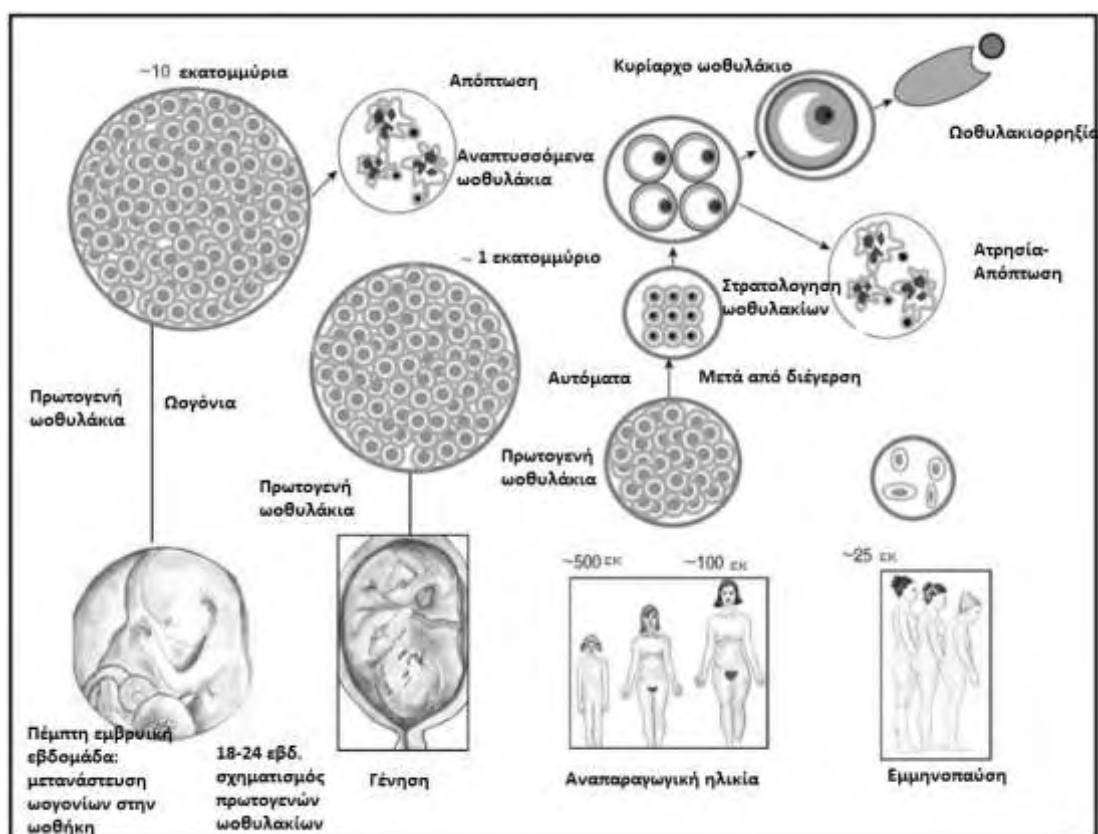 ~10 εκατομμύρια
Απόπτωση
Αναπτυσσόμενα
ωοθυλάκια
Κυρίαρχο ωοθυλάκιο
Ωοθυλακιορρηξία
~ 1 εκατομμύριο
Ατρησία-
Απόπτωση
Στρατολογηση
ωοθυλακίων
Αυτόματα
Μετά από διέγερση
Πρωτογενή
ωοθυλάκια
Ωογόνια
Πρωτογενή
ωοθυλάκια
Πρωτογενή
ωοθυλάκια
~500 εκ
~100 εκ
~25 εκ
Πέμπτη εμβρυική
εβδομάδα:
μετανάστευση
ωογονίων στην
ωοθήκη
18-24 εβδ.
σχηματισμός
πρωτογενών
ωοθυλακίων
Γένηση
Αναπαραγωγική ηλικία
Εμμηνοπαύση